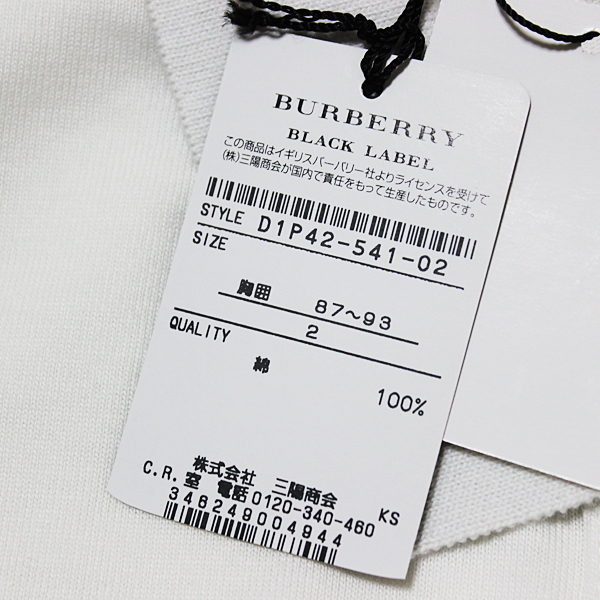 BURBERRY
BLACK LABEL
この商品はイギリスバーバリー社よりライセンスを受けて
(株)三陽商会が国内で責任をもって生産したものです。
STYLE D1P42-541-02
SIZE
胸囲 87～93
2
QUALITY
綿 100%
株式会社 三陽商会
C.R.室 電話0120-340-460 KS
346249004944